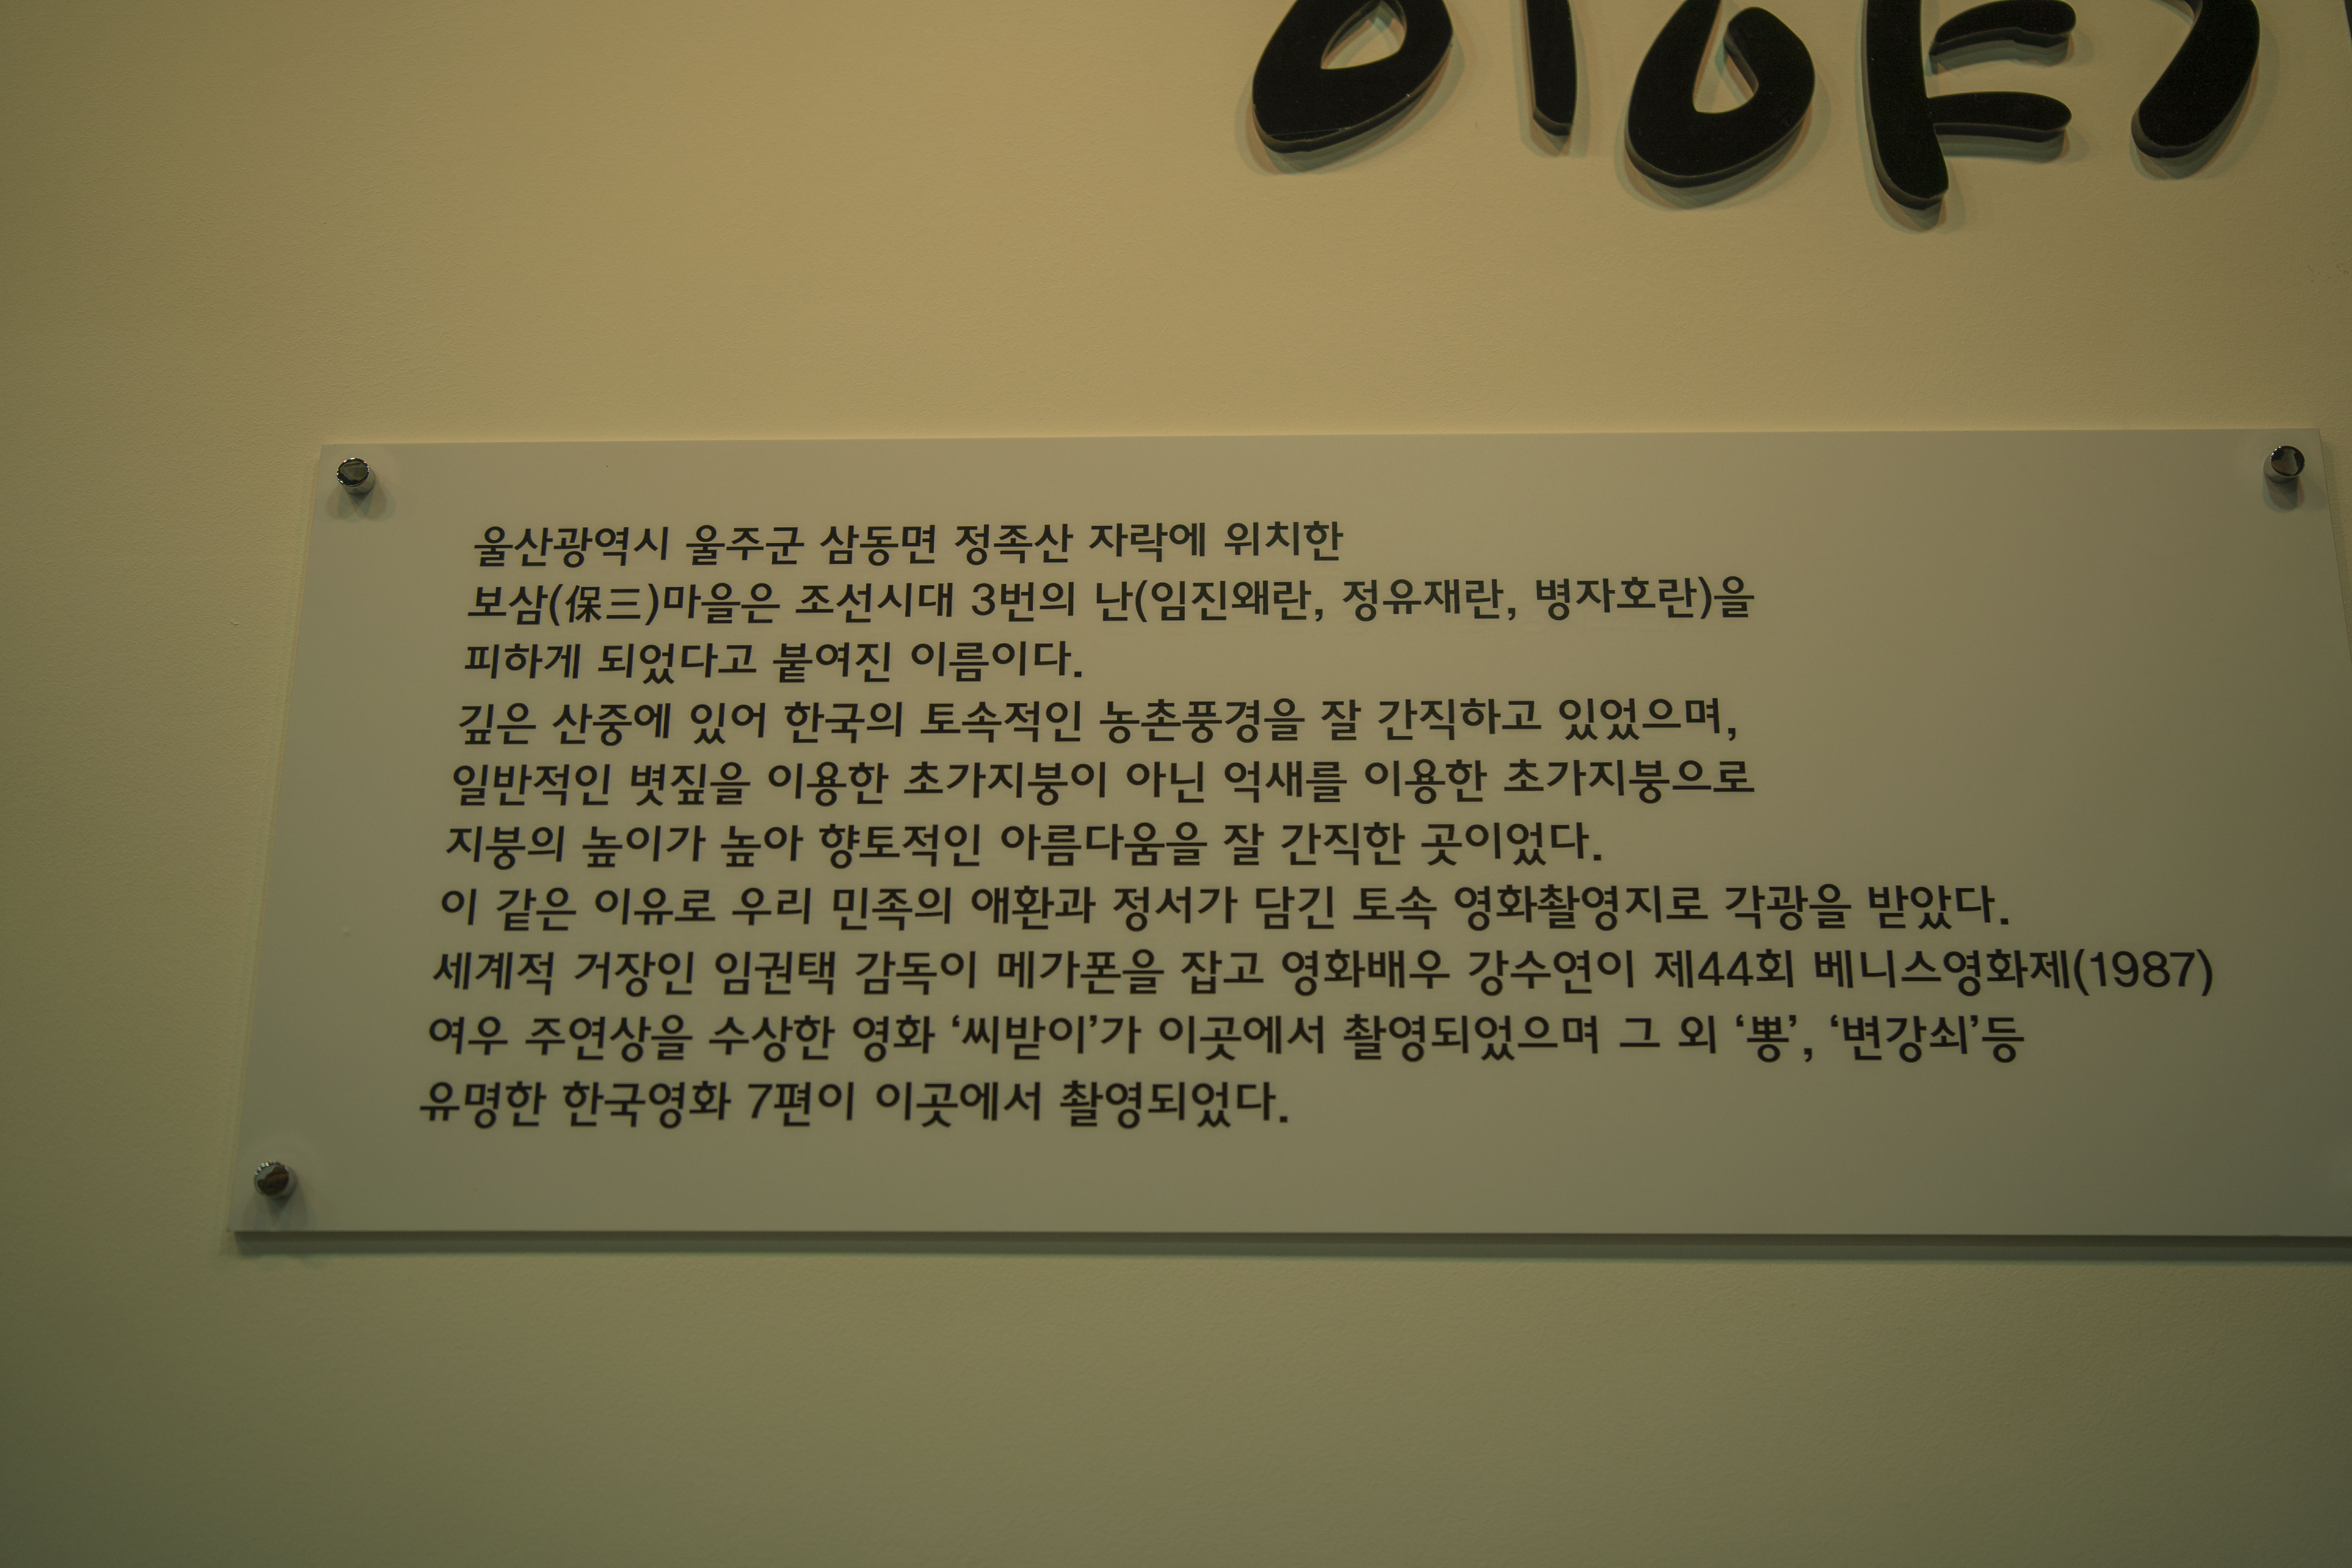 울산광역시 울주군 삼동면 정족산 자락에 위치한
보삼(保三)마을은 조선시대 3번의 난(임진왜란, 정유재란, 병자호란)을
피하게 되었다고 붙여진 이름이다.
깊은 산중에 있어 한국의 토속적인 농촌풍경을 잘 간직하고 있었으며,
일반적인 볏짚을 이용한 초가지붕이 아닌 억새를 이용한 초가지붕으로
지붕의 높이가 높아 향토적인 아름다움을 잘 간직한 곳이었다.
이 같은 이유로 우리 민족의 애환과 정서가 담긴 토속 영화촬영지로 각광을 받았다.
세계적 거장인 임권택 감독이 메가폰을 잡고 영화배우 강수연이 제44회 베니스영화제(1987)
여우 주연상을 수상한 영화 ‘씨받이’가 이곳에서 촬영되었으며 그 외 ‘뽕’, ‘변강쇠’등
유명한 한국영화 7편이 이곳에서 촬영되었다.